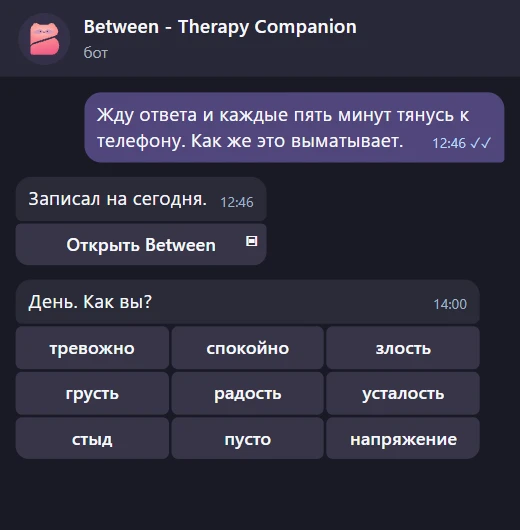 Between - Therapy Companion
бот
Жду ответа и каждые пять минут тянусь к
телефону. Как же это выматывает. 12:46
Записал на сегодня. 12:46
Открыть Between
День. Как вы? 14:00
тревожно спокойно злость
грусть радость усталость
стыд пусто напряжение